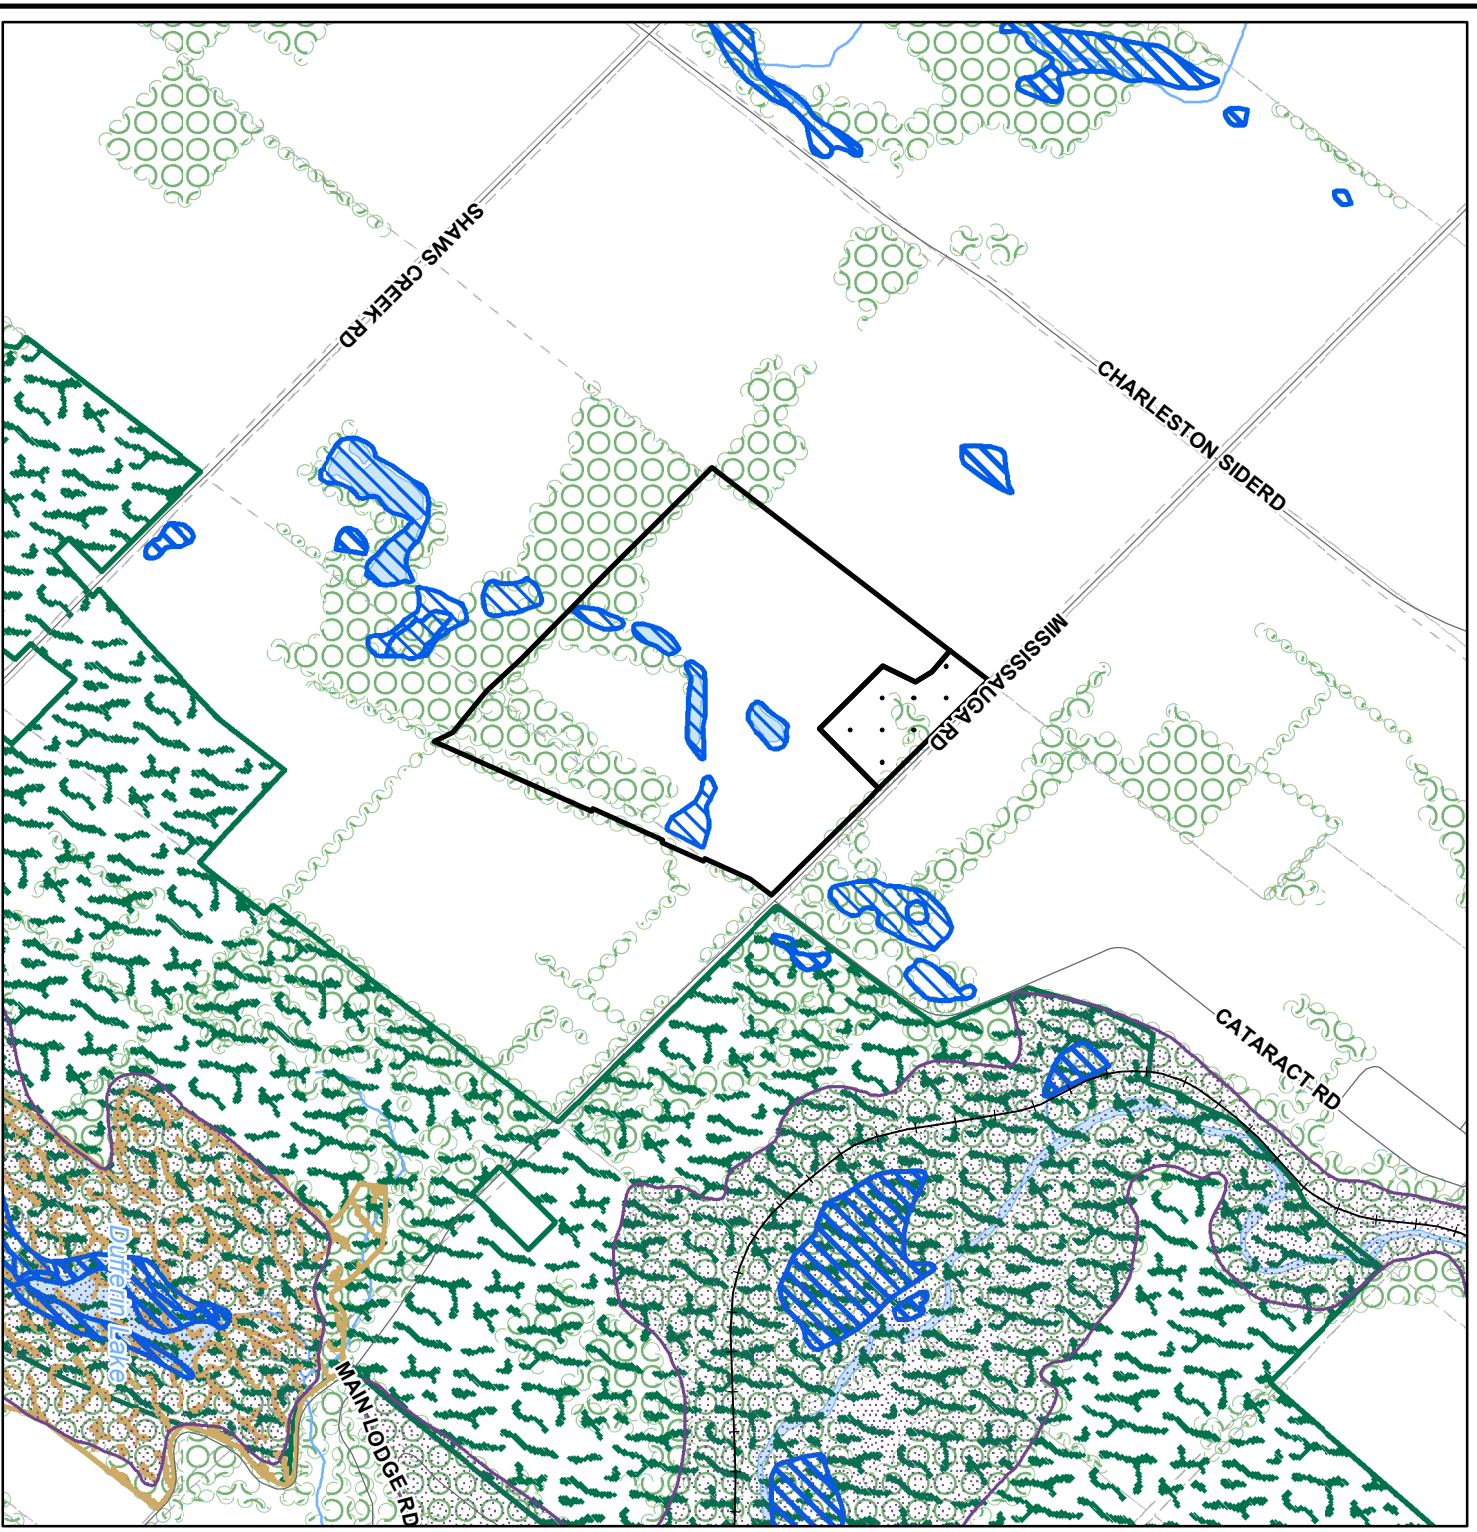 SHAWS CREEK RD
CHARLESTON SIDERD
MISSISSAUGA RD
CATARACT RD
Dufferin Lake
MAIN LODGE RD